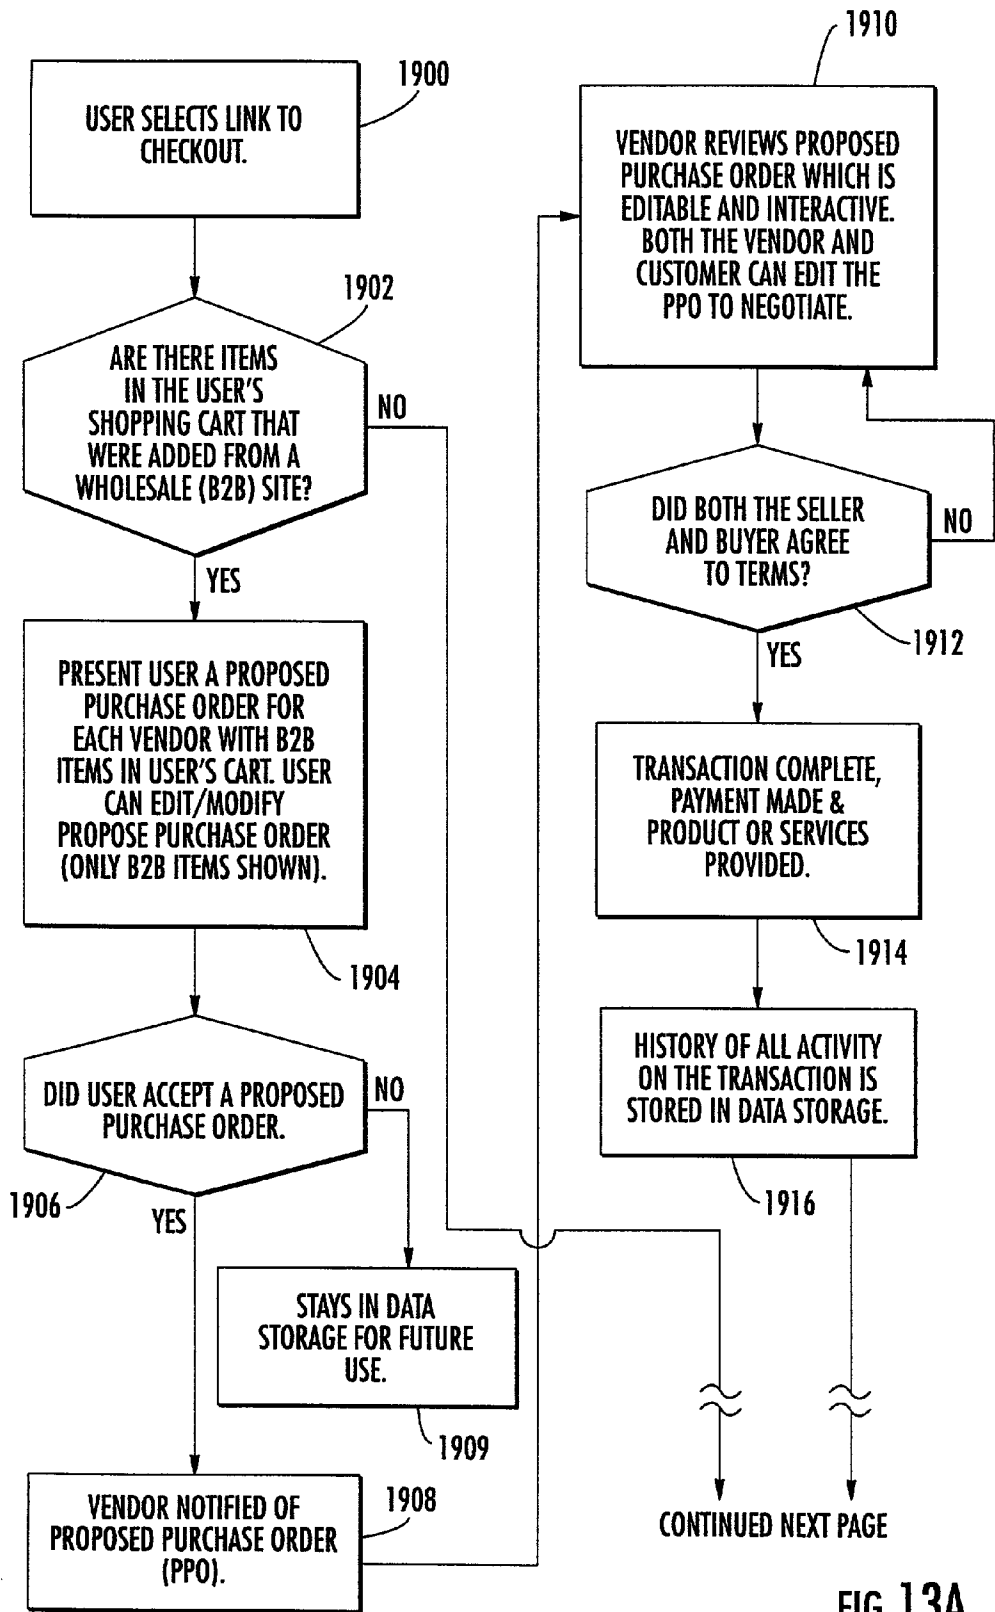 1900
USER SELECTS LINK TO
CHECKOUT.
1902
ARE THERE ITEMS
IN THE USER'S
SHOPPING CART THAT
WERE ADDED FROM A
WHOLESALE (B2B) SITE?
NO
YES
PRESENT USER A PROPOSED
PURCHASE ORDER FOR
EACH VENDOR WITH B2B
ITEMS IN USER'S CART. USER
CAN EDIT/MODIFY
PROPOSE PURCHASE ORDER
(ONLY B2B ITEMS SHOWN).
1904
DID USER ACCEPT A PROPOSED
PURCHASE ORDER.
NO
1906
YES
STAYS IN DATA
STORAGE FOR FUTURE
USE.
1909
VENDOR NOTIFIED OF
PROPOSED PURCHASE ORDER
(PPO).
1908
1910
VENDOR REVIEWS PROPOSED
PURCHASE ORDER WHICH IS
EDITABLE AND INTERACTIVE.
BOTH THE VENDOR AND
CUSTOMER CAN EDIT THE
PPO TO NEGOTIATE.
DID BOTH THE SELLER
AND BUYER AGREE
TO TERMS?
NO
1912
YES
TRANSACTION COMPLETE,
PAYMENT MADE &
PRODUCT OR SERVICES
PROVIDED.
1914
HISTORY OF ALL ACTIVITY
ON THE TRANSACTION IS
STORED IN DATA STORAGE.
1916
CONTINUED NEXT PAGE
FIG. 13A